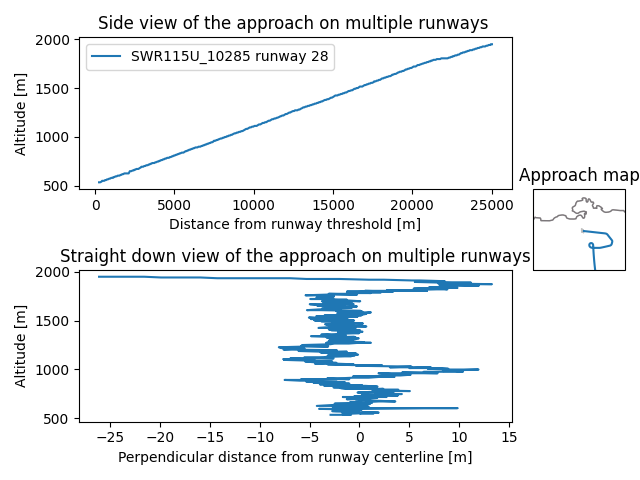 Side view of the approach on multiple runways
2000
1500
1000
500
Altitude [m]
SWR115U_10285 runway 28
0 5000 10000 15000 20000 25000
Distance from runway threshold [m]
Approach map
Straight down view of the approach on multiple runways
2000
1500
1000
500
Altitude [m]
−25 −20 −15 −10 −5 0 5 10 15
Perpendicular distance from runway centerline [m]